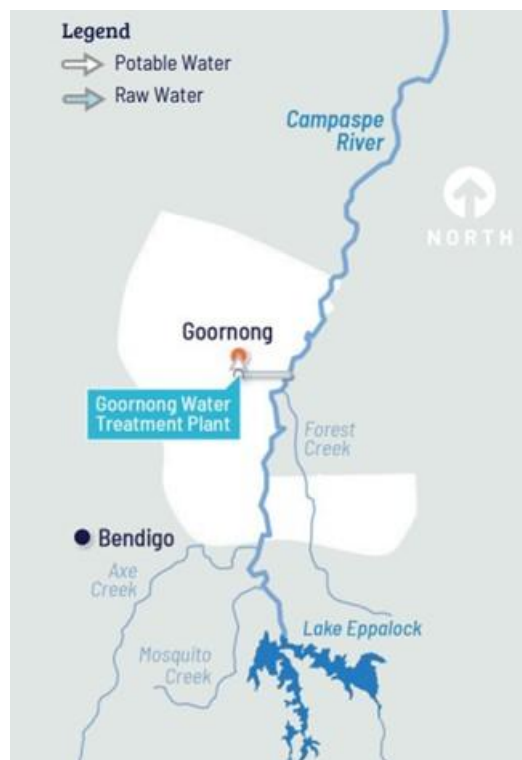 Legend
Potable Water
Raw Water
Campaspe
River
NORTH
Goornong
Goornong Water
Treatment Plant
Forest
Creek
Bendigo
Axe
Creek
Lake Eppalock
Mosquito
Creek